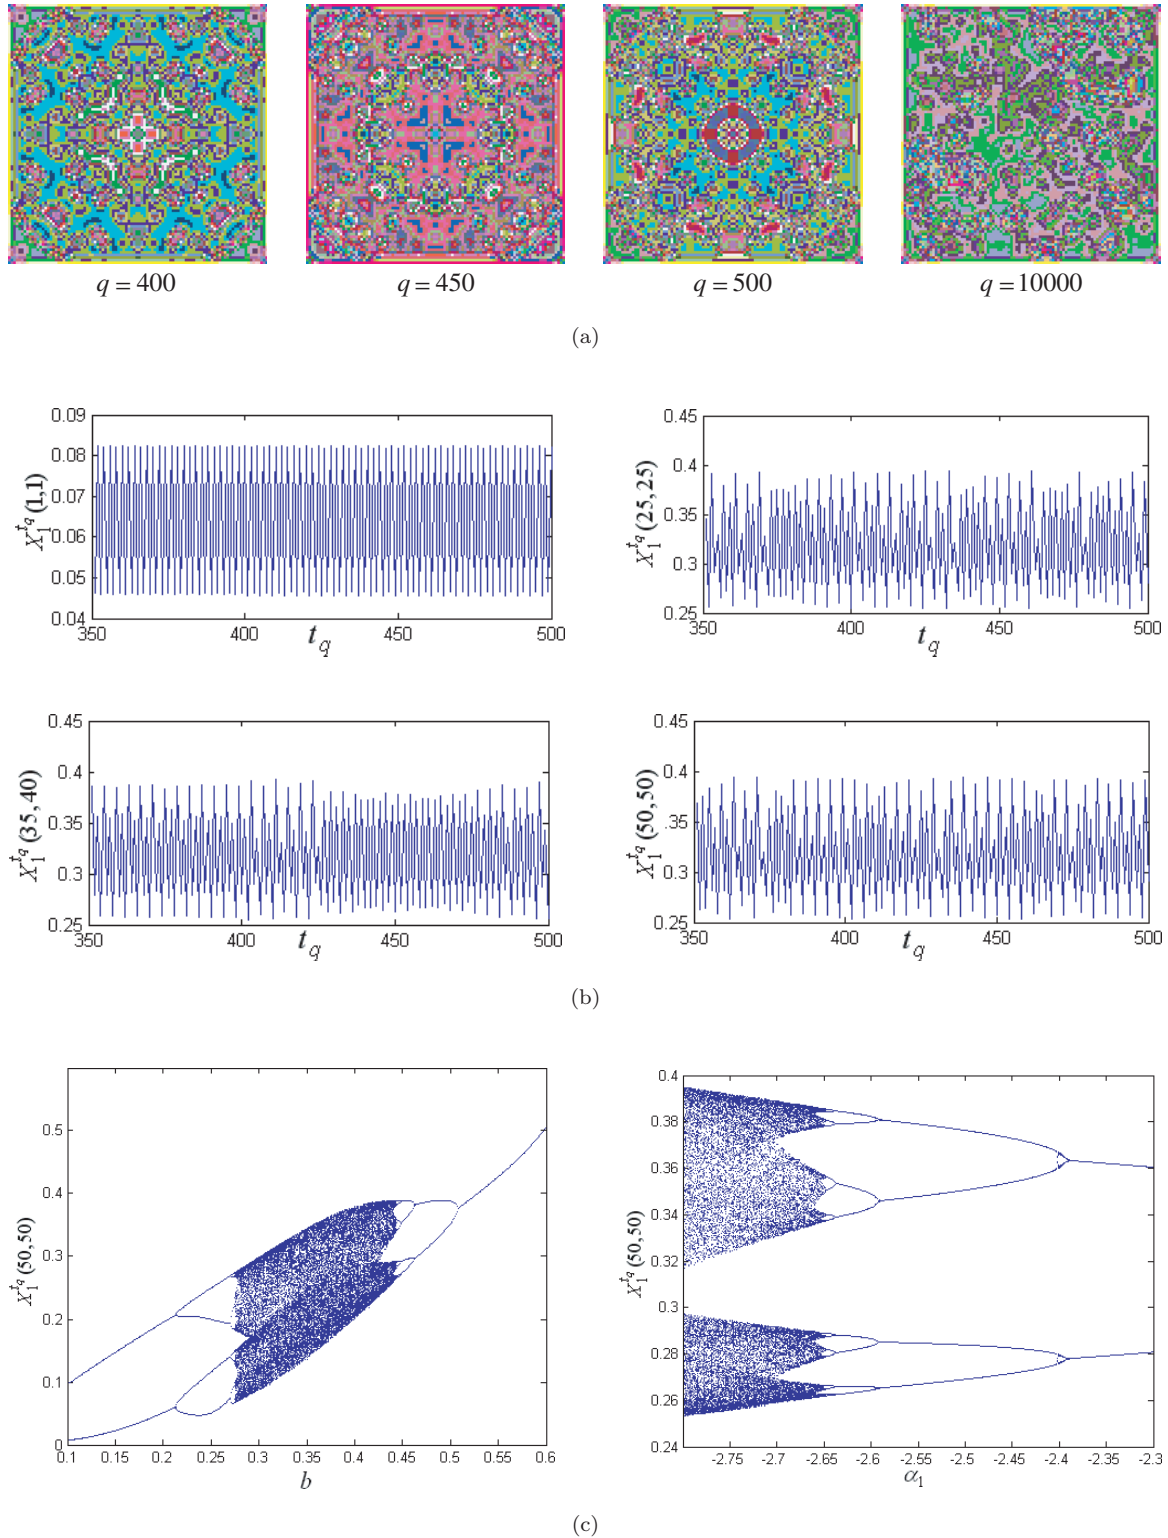 q = 400 q = 450 q = 500 q = 10000
(a)
0.09
0.08
0.07
0.06
0.05
0.04
350 400 450 500
X_1^{t_q}(1,1)
t_q
0.45
0.4
0.35
0.3
0.25
350 400 450 500
X_1^{t_q}(25,25)
t_q
0.45
0.4
0.35
0.3
0.25
350 400 450 500
X_1^{t_q}(35,40)
t_q
0.45
0.4
0.35
0.3
0.25
350 400 450 500
X_1^{t_q}(50,50)
t_q
(b)
0.5
0.4
0.3
0.2
0.1
0
0.1 0.15 0.2 0.25 0.3 0.35 0.4 0.45 0.5 0.55 0.6
X_1^{t_q}(50,50)
b
0.4
0.38
0.36
0.34
0.32
0.3
0.28
0.26
0.24
-2.75 -2.7 -2.65 -2.6 -2.55 -2.5 -2.45 -2.4 -2.35 -2.3
X_1^{t_q}(50,50)
α_1
(c)